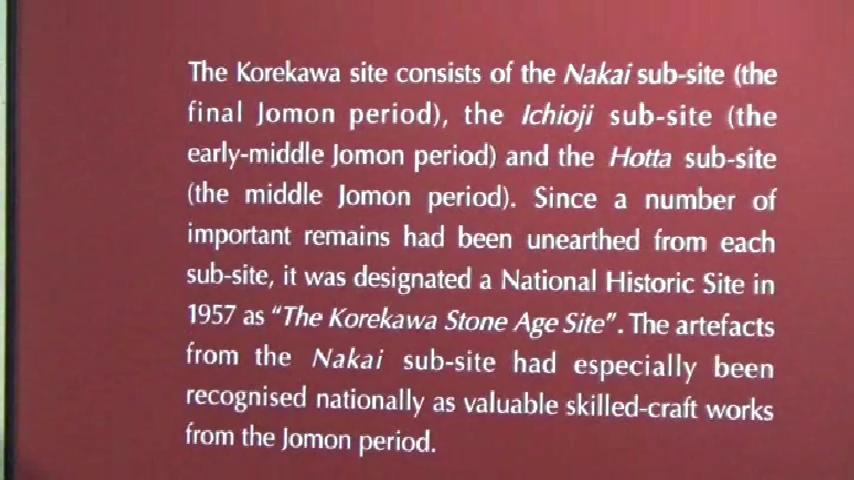 The Korekawa site consists of the Nakai sub-site (the
final Jomon period), the Ichioji sub-site (the
early-middle Jomon period) and the Hotta sub-site
(the middle Jomon period). Since a number of
important remains had been unearthed from each
sub-site, it was designated a National Historic Site in
1957 as “The Korekawa Stone Age Site”. The artefacts
from the Nakai sub-site had especially been
recognised nationally as valuable skilled-craft works
from the Jomon period.